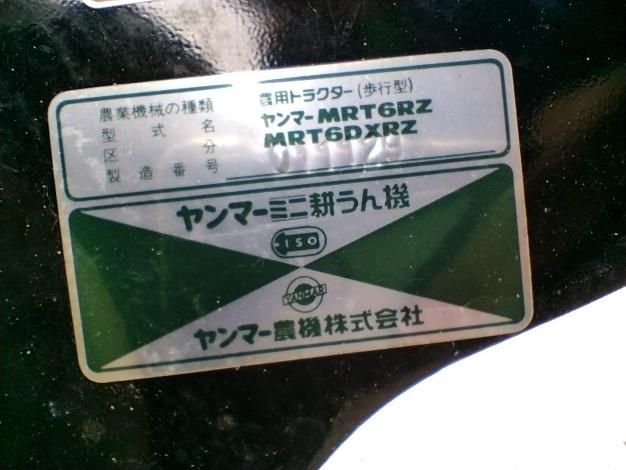 農業機械の種類 農用トラクター(歩行型)
型式名 ヤンマーMRT6RZ
区分 MRT6DXRZ
製造番号
ヤンマーミニ耕うん機
ISO
YANMAR
ヤンマー農機株式会社